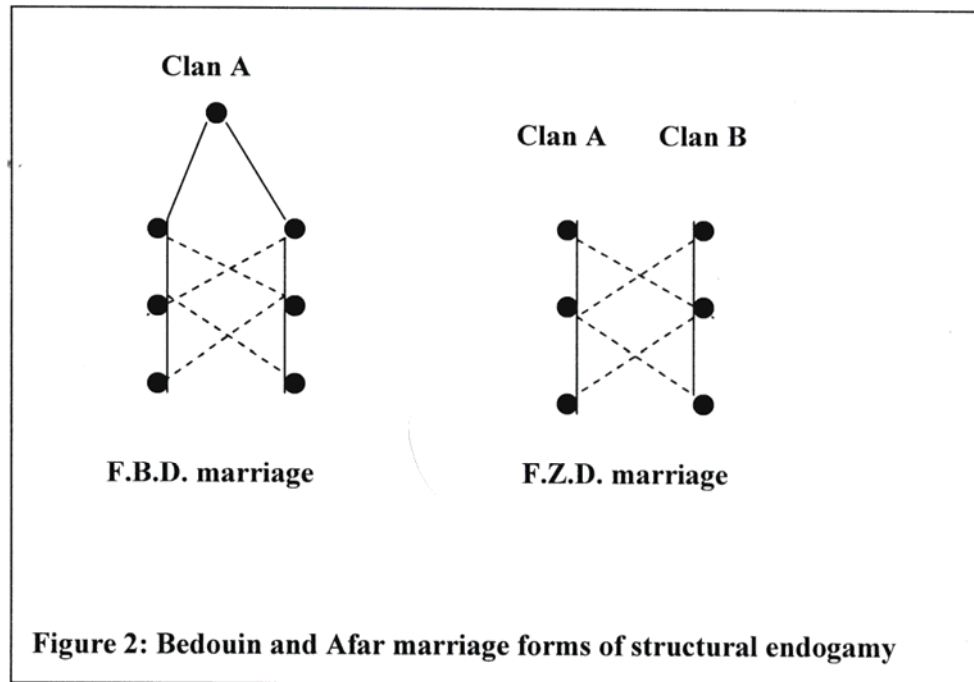 Clan A
Clan A Clan B
F.B.D. marriage F.Z.D. marriage
Figure 2: Bedouin and Afar marriage forms of structural endogamy